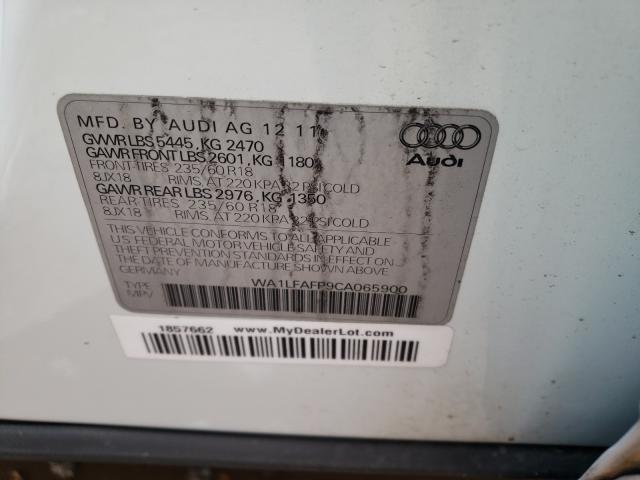 MFD. BY AUDI AG 12 11
Audi
GWWR LBS 5445, KG 2470
GAWR FRONT LBS 2601, KG 1180
FRONT-TIRES 235/60 R18
8JX18 RIMS, AT 220 KPA 32 PSI COLD
GAWR REAR LBS 2976, KG 1350
REAR-TIRES 235/60 R18
8JX18 RIMS, AT 220 KPA 32 PSI COLD
THIS VEHICLE CONFORMS TO ALL APPLICABLE
U.S. FEDERAL MOTOR VEHICLE SAFETY AND
THEFT PREVENTION STANDARDS IN EFFECT ON
THE DATE OF MANUFACTURE SHOWN ABOVE
GERMANY
TYPE WA1LFAFP9CA065900
MPV
1857662 www.MyDealerLot.com